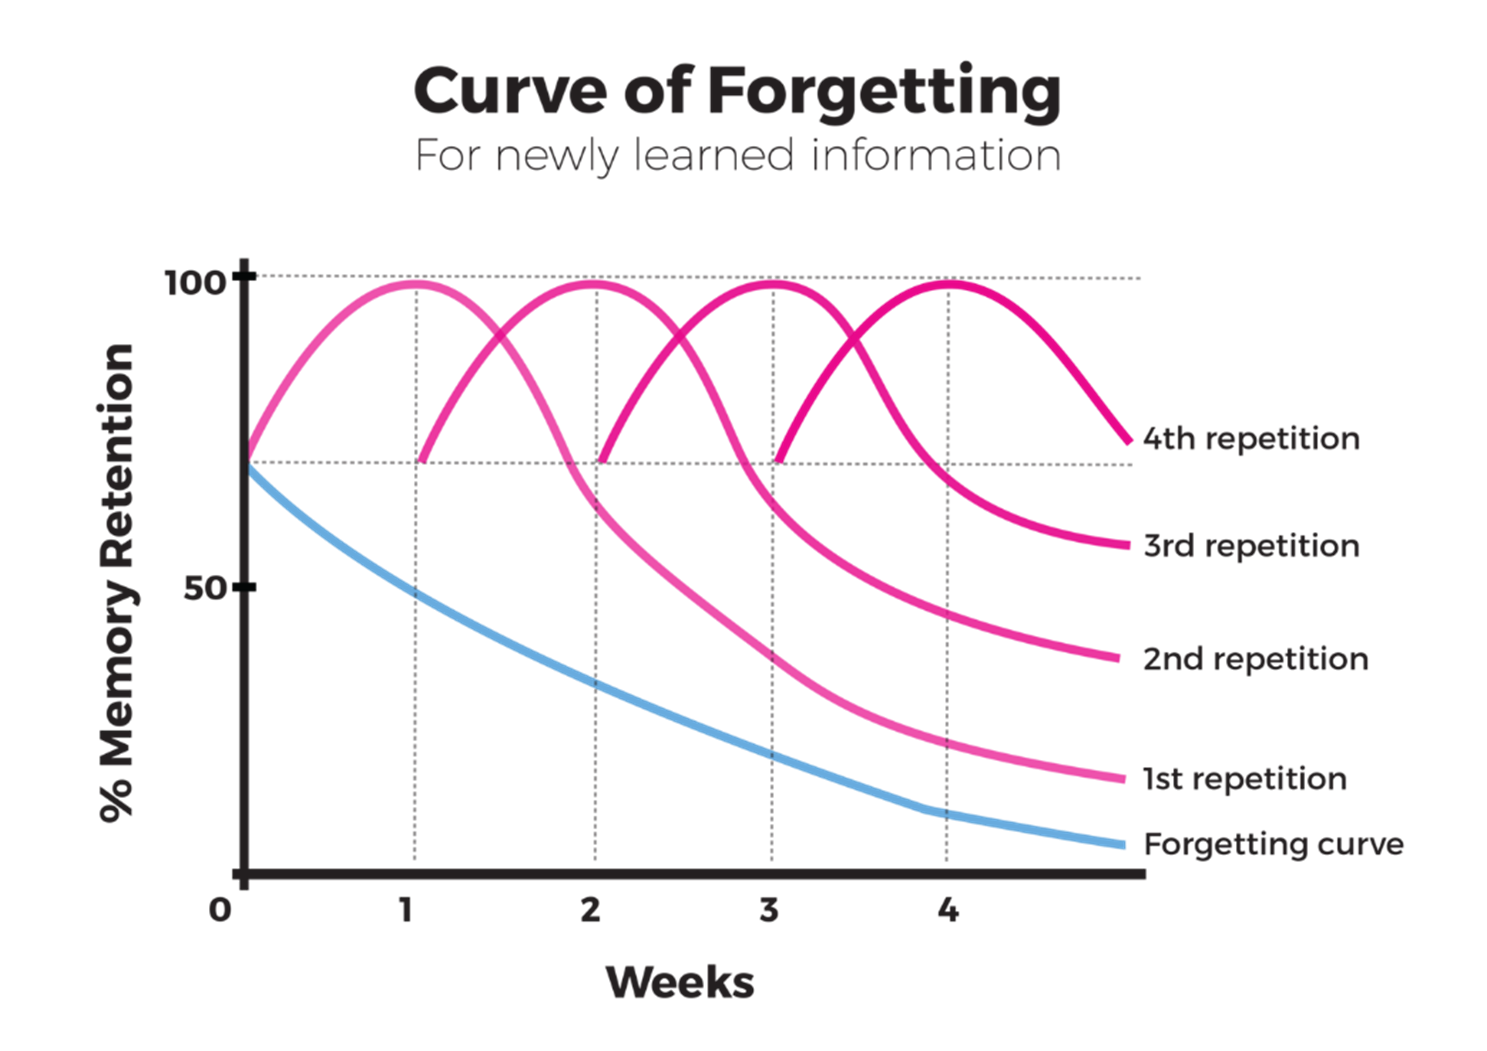 Curve of Forgetting
For newly learned information
% Memory Retention
100
50
4th repetition
3rd repetition
2nd repetition
1st repetition
Forgetting curve
0 1 2 3 4
Weeks